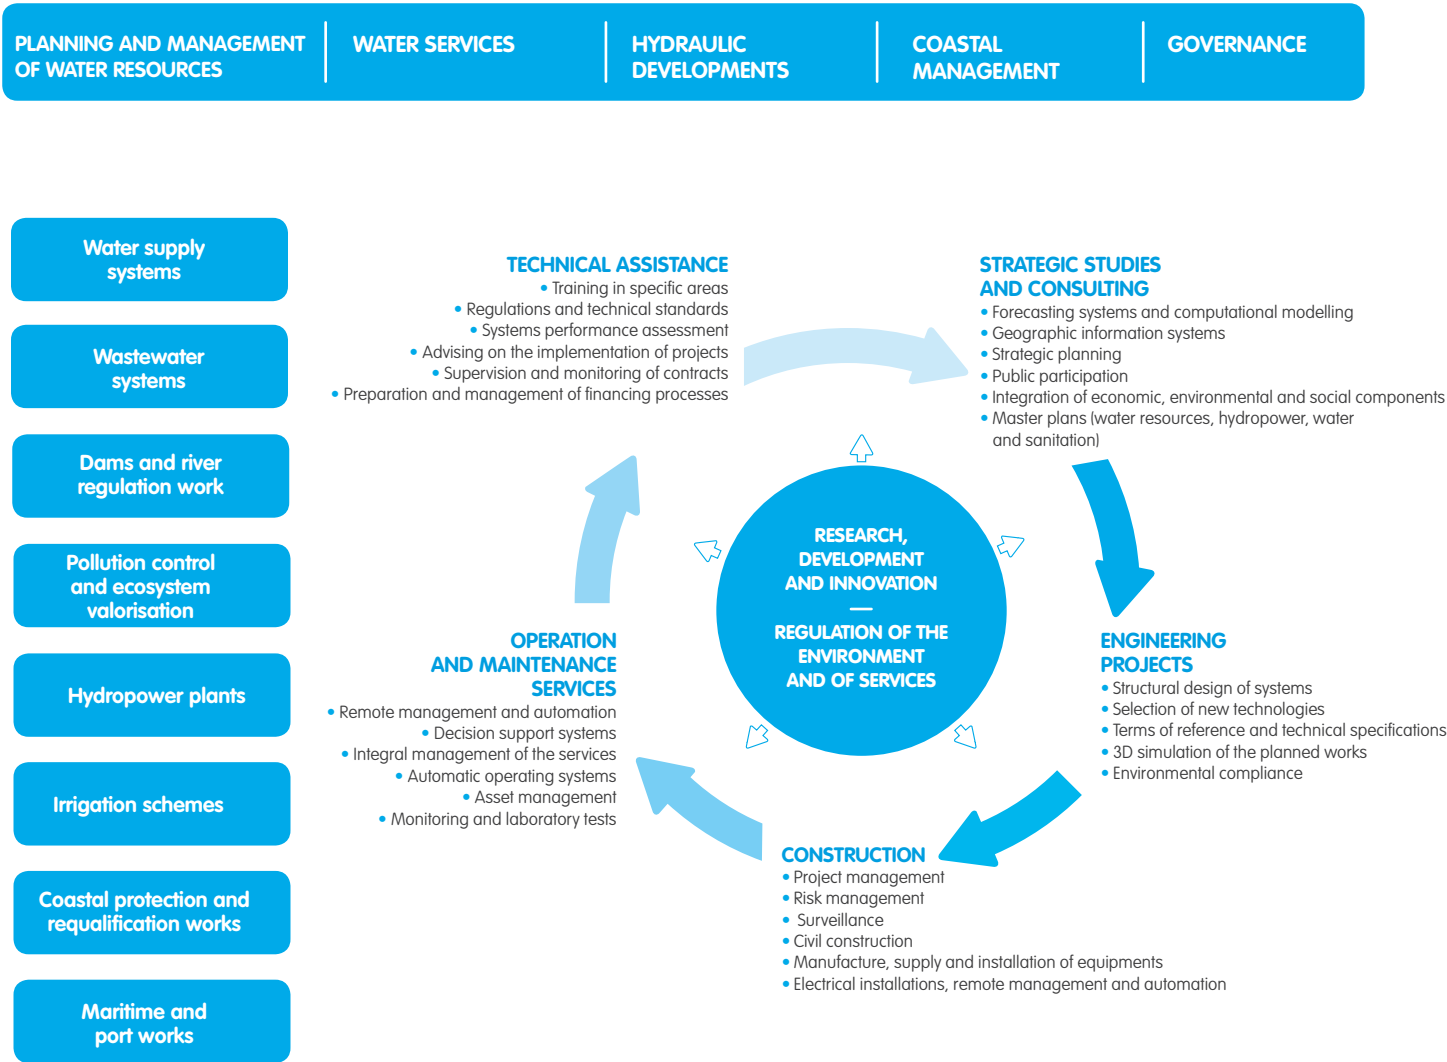 PLANNING AND MANAGEMENT
OF WATER RESOURCES
WATER SERVICES
HYDRAULIC
DEVELOPMENTS
COASTAL
MANAGEMENT
GOVERNANCE
Water supply
systems
Wastewater
systems
Dams and river
regulation work
Pollution control
and ecosystem
valorisation
Hydropower plants
Irrigation schemes
Coastal protection and
requalification works
Maritime and
port works
TECHNICAL ASSISTANCE
• Training in specific areas
• Regulations and technical standards
• Systems performance assessment
• Advising on the implementation of projects
• Supervision and monitoring of contracts
• Preparation and management of financing processes
STRATEGIC STUDIES
AND CONSULTING
• Forecasting systems and computational modelling
• Geographic information systems
• Strategic planning
• Public participation
• Integration of economic, environmental and social components
• Master plans (water resources, hydropower, water
and sanitation)
RESEARCH,
DEVELOPMENT
AND INNOVATION
—
REGULATION OF THE
ENVIRONMENT
AND OF SERVICES
OPERATION
AND MAINTENANCE
SERVICES
• Remote management and automation
• Decision support systems
• Integral management of the services
• Automatic operating systems
• Asset management
• Monitoring and laboratory tests
ENGINEERING
PROJECTS
• Structural design of systems
• Selection of new technologies
• Terms of reference and technical specifications
• 3D simulation of the planned works
• Environmental compliance
CONSTRUCTION
• Project management
• Risk management
• Surveillance
• Civil construction
• Manufacture, supply and installation of equipments
• Electrical installations, remote management and automation